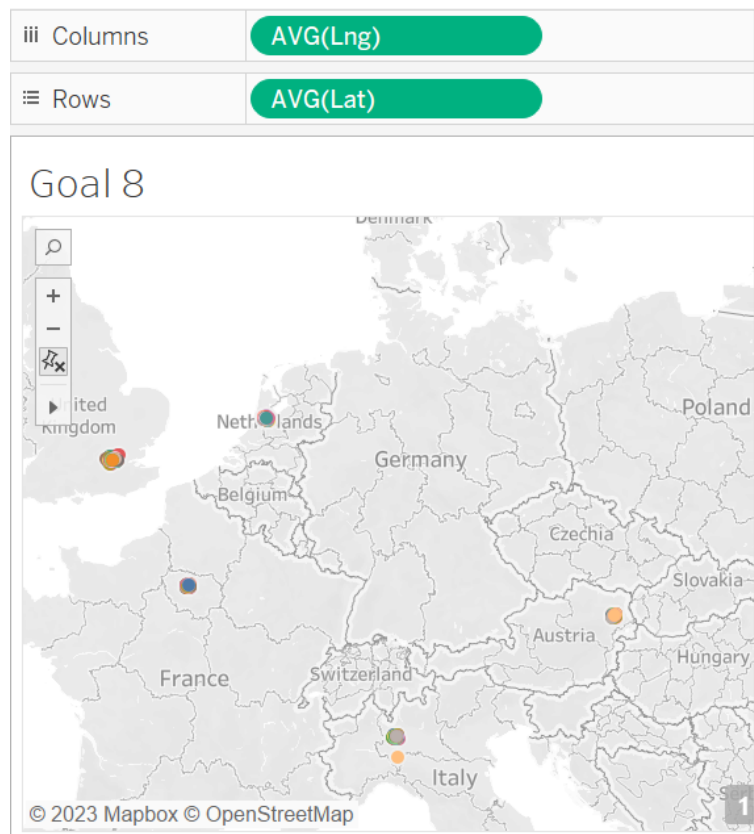 Columns
AVG(Lng)
Rows
AVG(Lat)
Goal 8
Denmark
United
Kingdom
Netherlands
Poland
Germany
Belgium
Czechia
Slovakia
Austria
Hungary
France
Switzerland
Italy
1
© 2023 Mapbox © OpenStreetMap